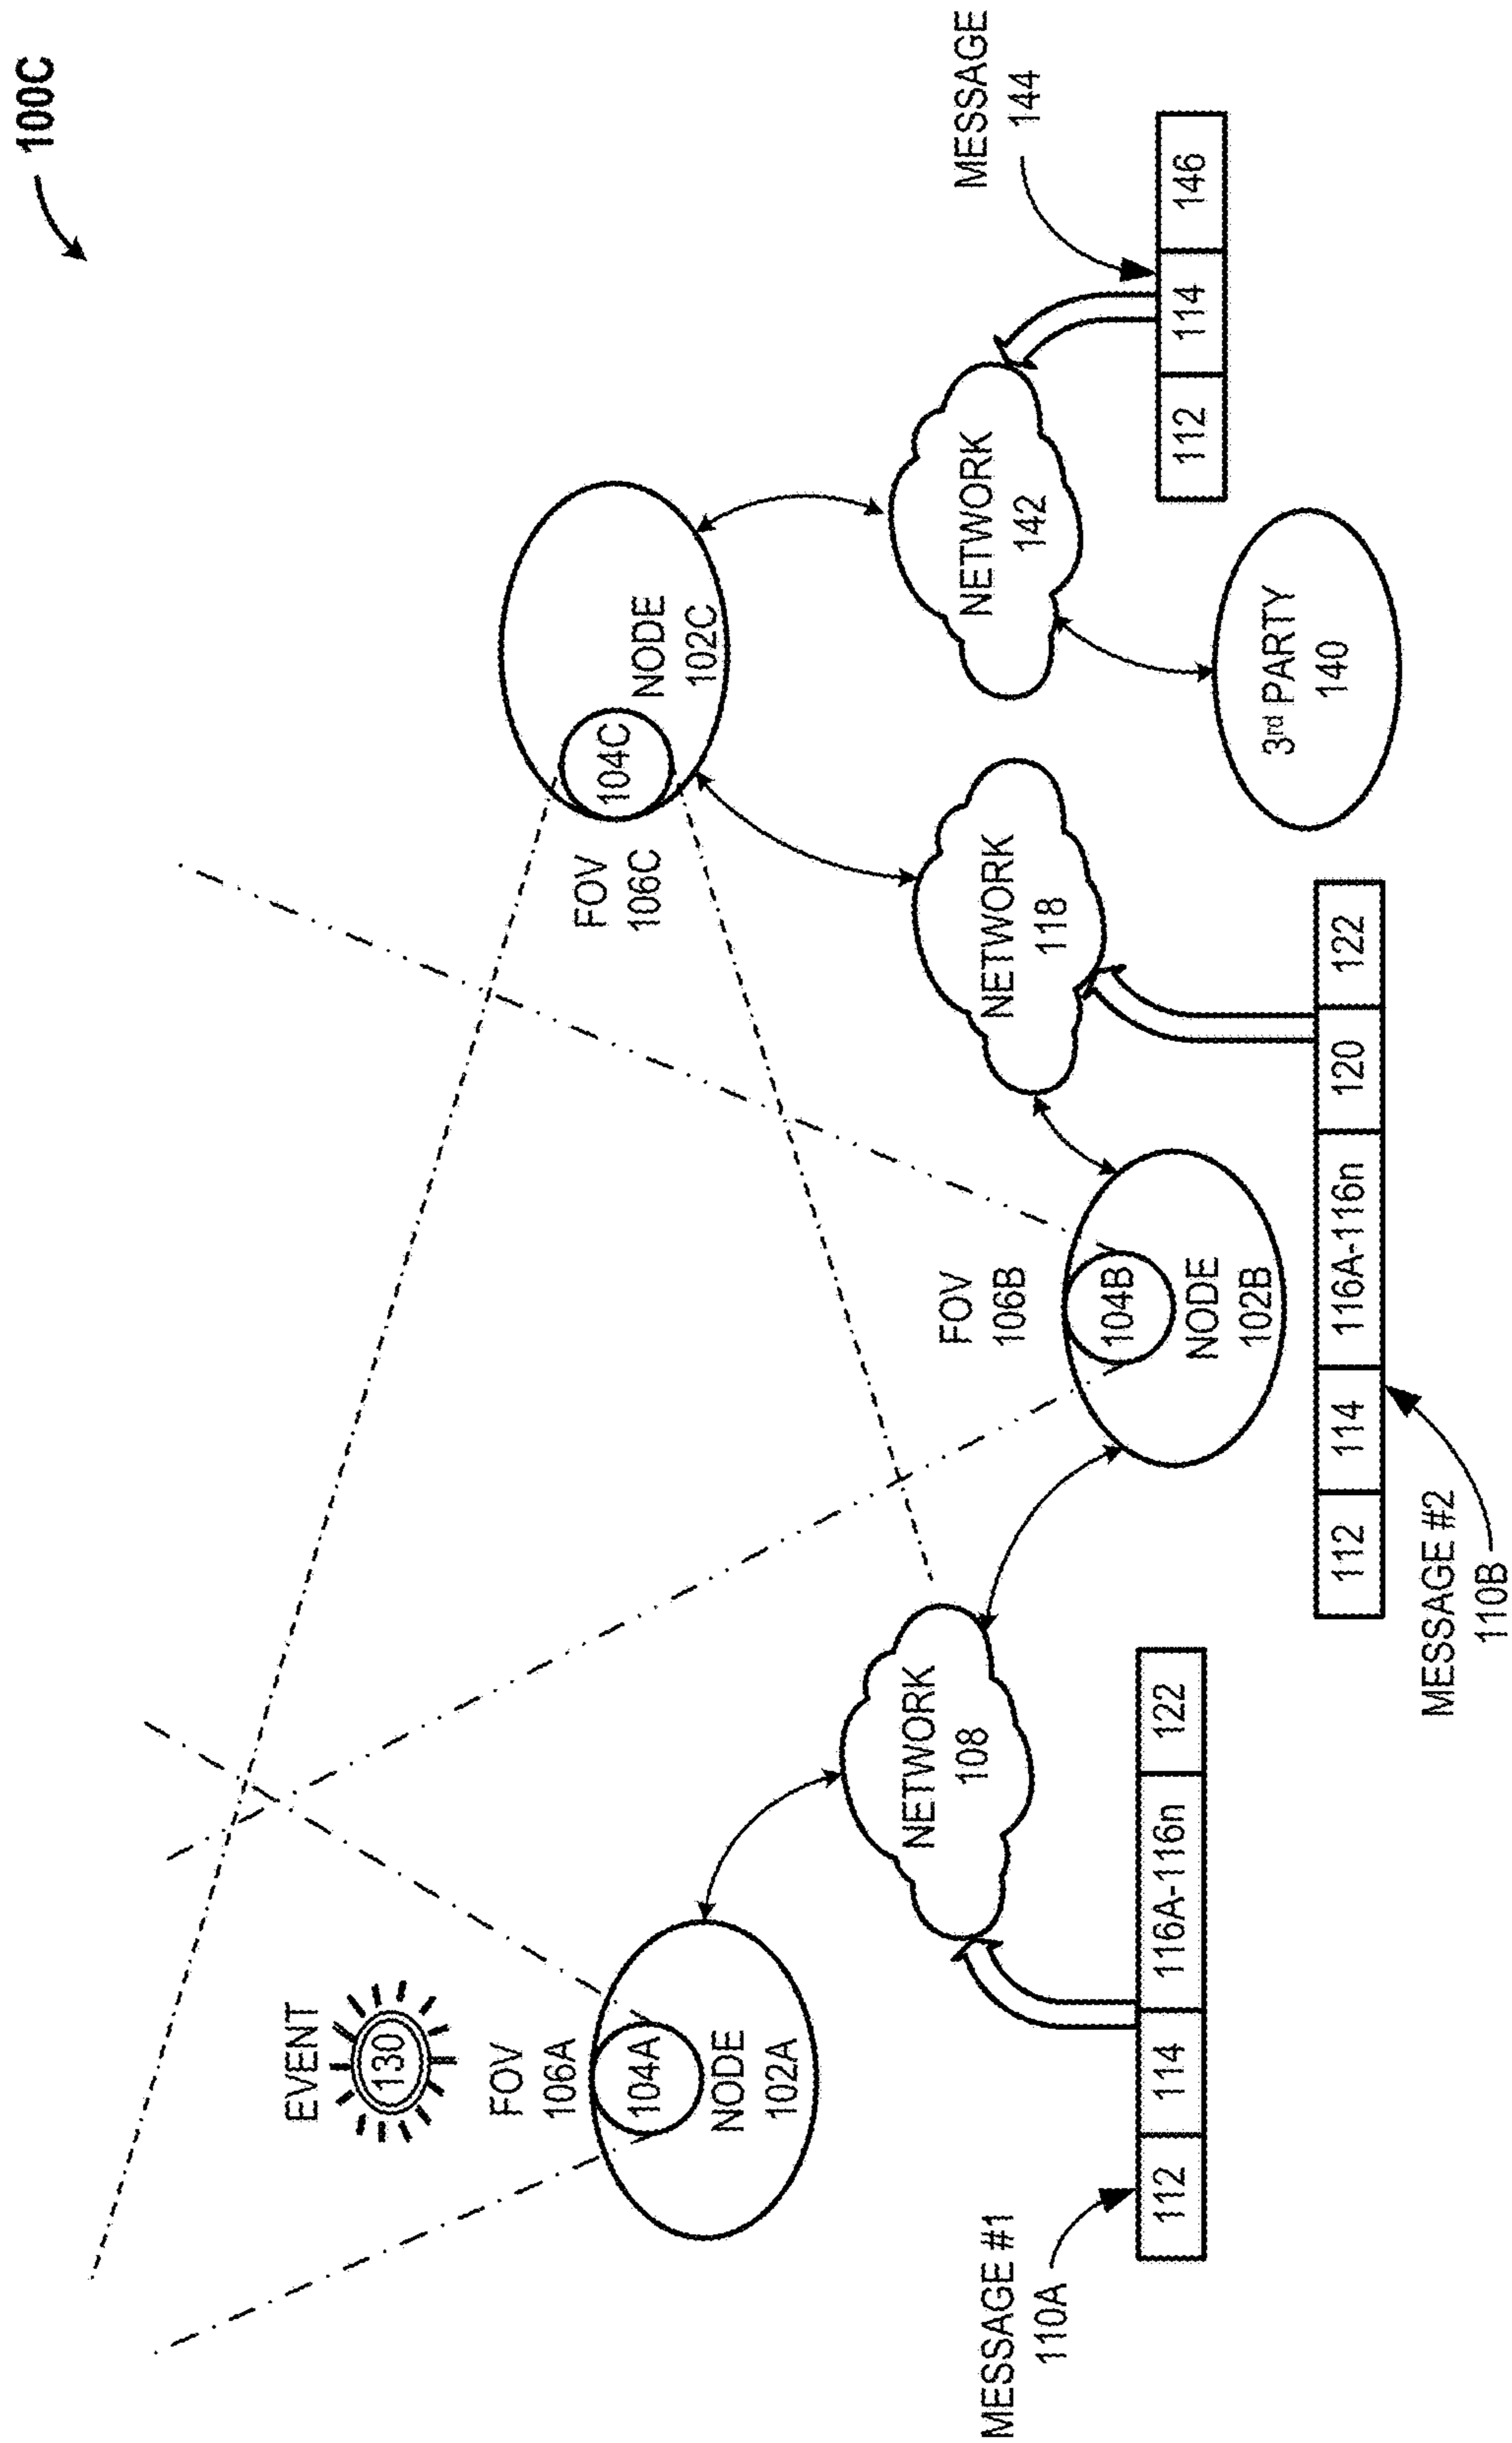 100C
EVENT
130
FOV
106A
104A
NODE
102A
FOV
106C
104C
NODE
102C
NETWORK
108
FOV
106B
104B
NODE
102B
NETWORK
118
NETWORK
142
MESSAGE
144
MESSAGE #1
110A
112 114 116A-116n 122
112 114 146
3rd PARTY
140
112 114 116A-116n 120 122
MESSAGE #2
110B